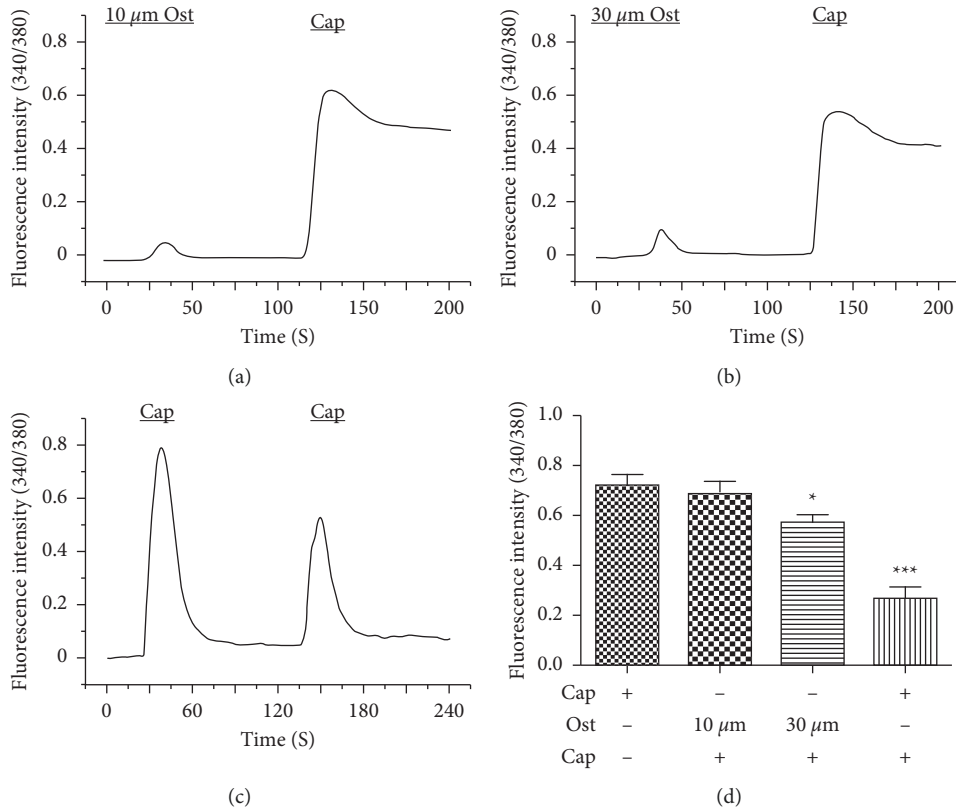 10 µm Ost
Cap
Fluorescence intensity (340/380)
0.8
0.6
0.4
0.2
0
0 50 100 150 200
Time (S)
(a)
30 µm Ost
Cap
Fluorescence intensity (340/380)
0.8
0.6
0.4
0.2
0
0 50 100 150 200
Time (S)
(b)
Cap
Cap
Fluorescence intensity (340/380)
0.8
0.6
0.4
0.2
0
0 60 120 180 240
Time (S)
(c)
Fluorescence intensity (340/380)
1.0
0.8
0.6
0.4
0.2
0.0
*
***
Cap + – – +
Ost – 10 µm 30 µm –
Cap – + + +
(d)